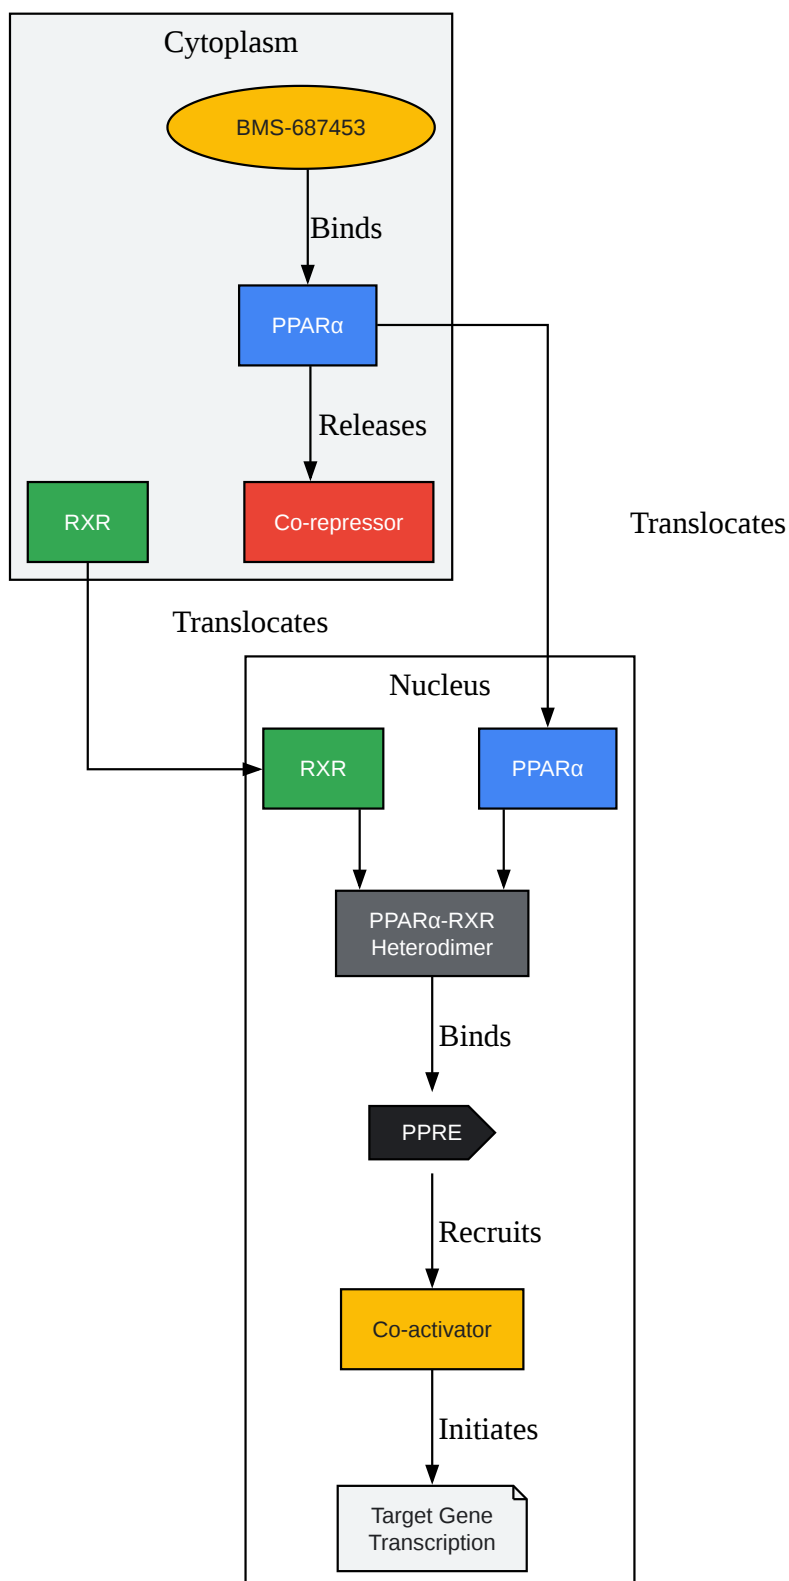 Cytoplasm
BMS-687453
Binds
PPARα
Releases
RXR
Co-repressor
Translocates
Translocates
Nucleus
RXR
PPARα
PPARα-RXR
Heterodimer
Binds
PPRE
Recruits
Co-activator
Initiates
Target Gene
Transcription